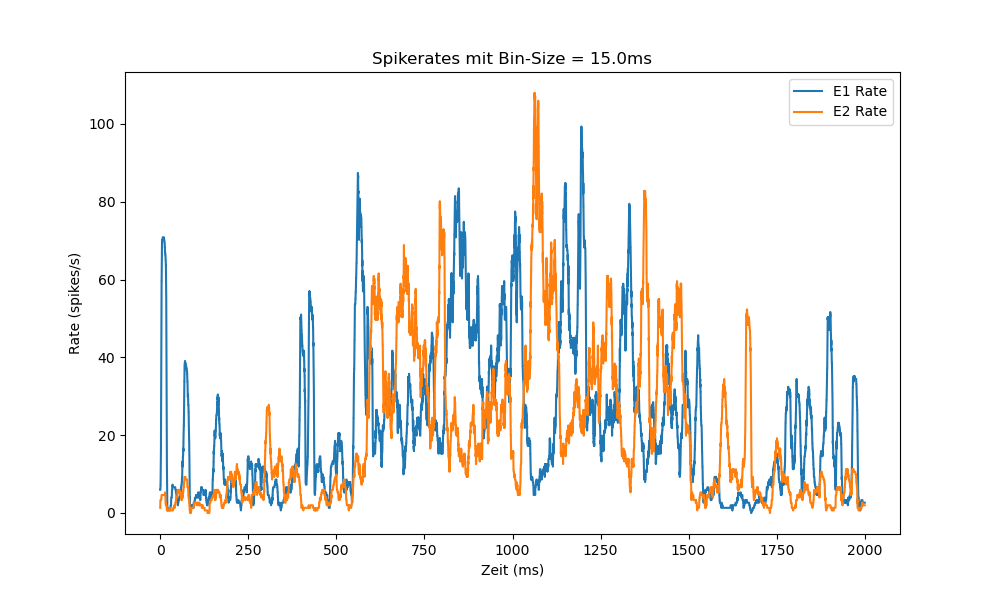 Spikerates mit Bin-Size = 15.0ms
E1 Rate
E2 Rate
100
80
60
40
20
0
Rate (spikes/s)
0 250 500 750 1000 1250 1500 1750 2000
Zeit (ms)